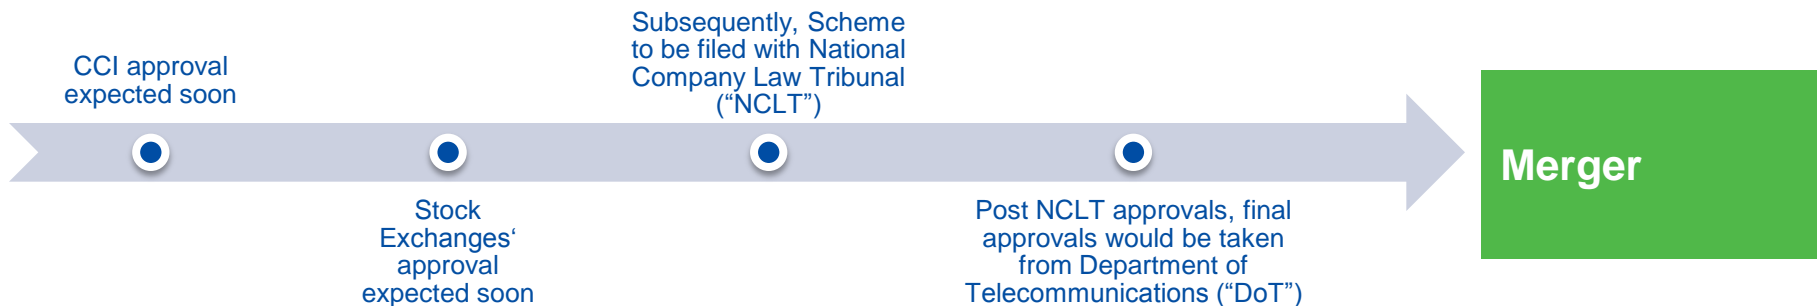 CCI approval
expected soon
Stock
Exchanges‘
approval
expected soon
Subsequently, Scheme
to be filed with National
Company Law Tribunal
(“NCLT”)
Post NCLT approvals, final
approvals would be taken
from Department of
Telecommunications (“DoT”)
Merger